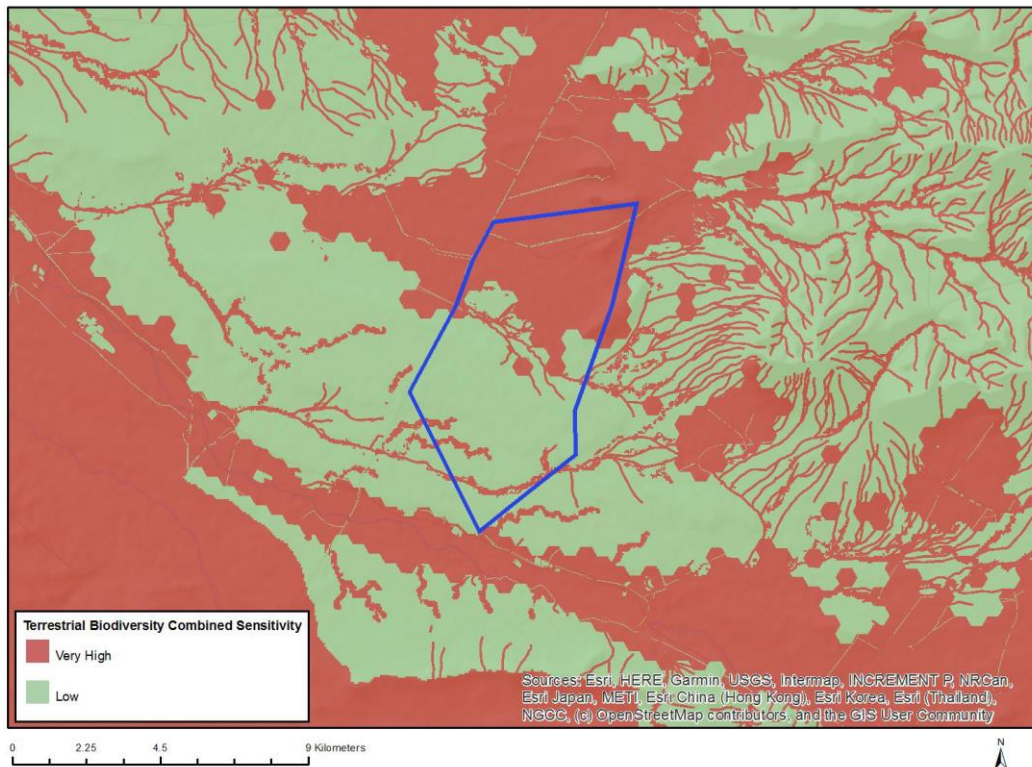 Terrestrial Biodiversity Combined Sensitivity
Very High
Low
Sources: Esri, HERE, Garmin, USGS, Intermap, INCREMENT P, NRCan,
Esri Japan, METI, Esri China (Hong Kong), Esri Korea, Esri (Thailand),
NGCC, (c) OpenStreetMap contributors, and the GIS User Community
0 2.25 4.5 9 Kilometers
N